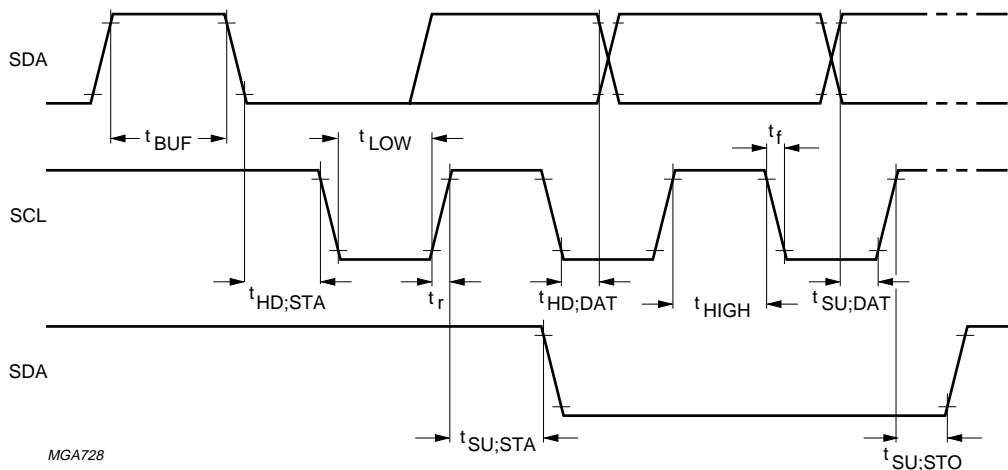 SDA
t BUF
t LOW
t f
SCL
t HD;STA
t r
t HD;DAT
t HIGH
t SU;DAT
SDA
t SU;STA
t SU;STO
MGA728